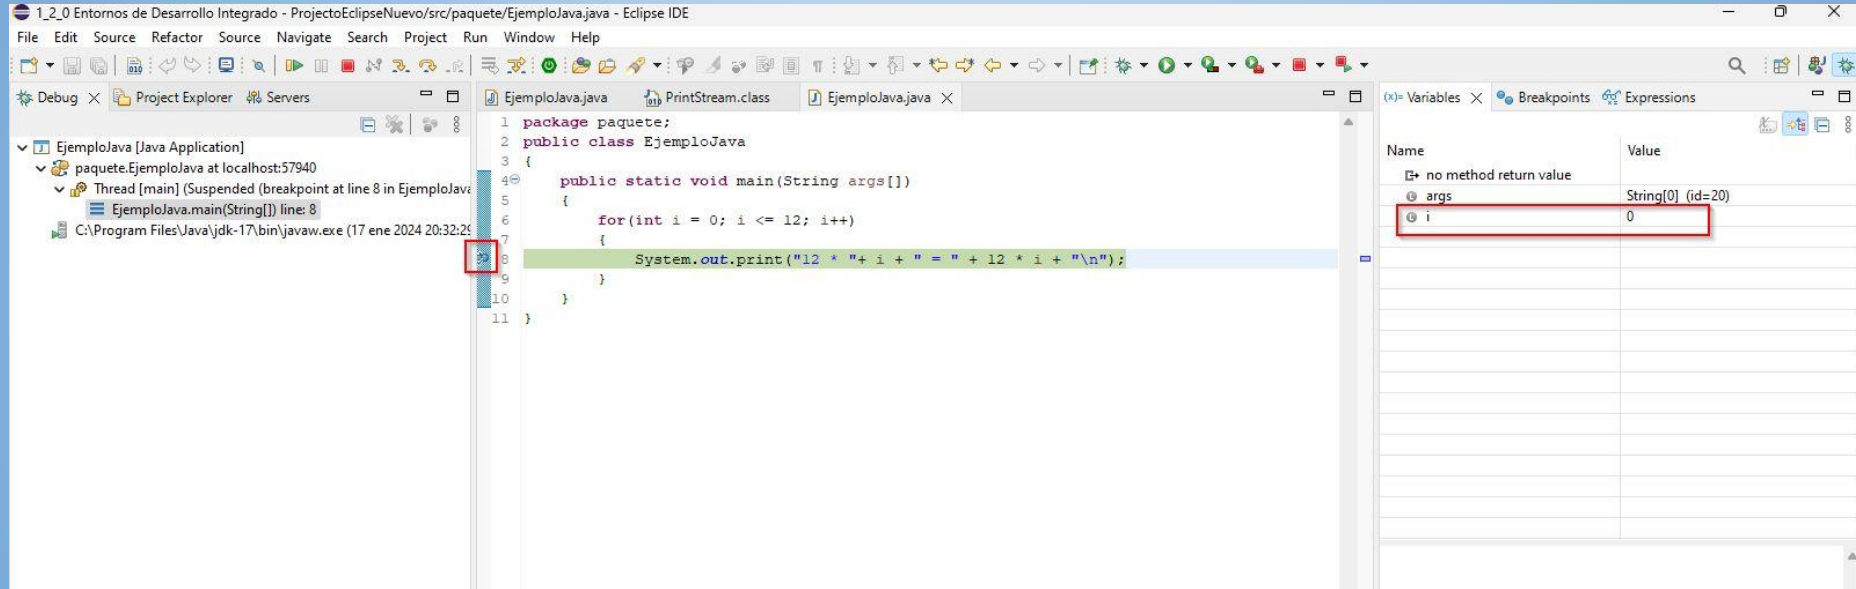 1_2_0 Entornos de Desarrollo Integrado - ProjectoEclipseNuevo/src/paquete/EjemploJava.java - Eclipse IDE
File Edit Source Refactor Source Navigate Search Project Run Window Help
Debug Project Explorer Servers
EjemploJava [Java Application]
paquete.EjemploJava at localhost:57940
Thread [main] (Suspended (breakpoint at line 8 in EjemploJava
EjemploJava.main(String[]) line: 8
C:\Program Files\Java\jdk-17\bin\javaw.exe (17 ene 2024 20:32:29
EjemploJava.java PrintStream.class EjemploJava.java
1 package paquete;
2 public class EjemploJava
3 {
4 public static void main(String args[])
5 {
6 for(int i = 0; i <= 12; i++)
7 {
8 System.out.print("12 * "+ i + " = " + 12 * i + "\n");
9 }
10 }
11 }
(x)= Variables Breakpoints Expressions
Name Value
no method return value
args String[0] (id=20)
i 0